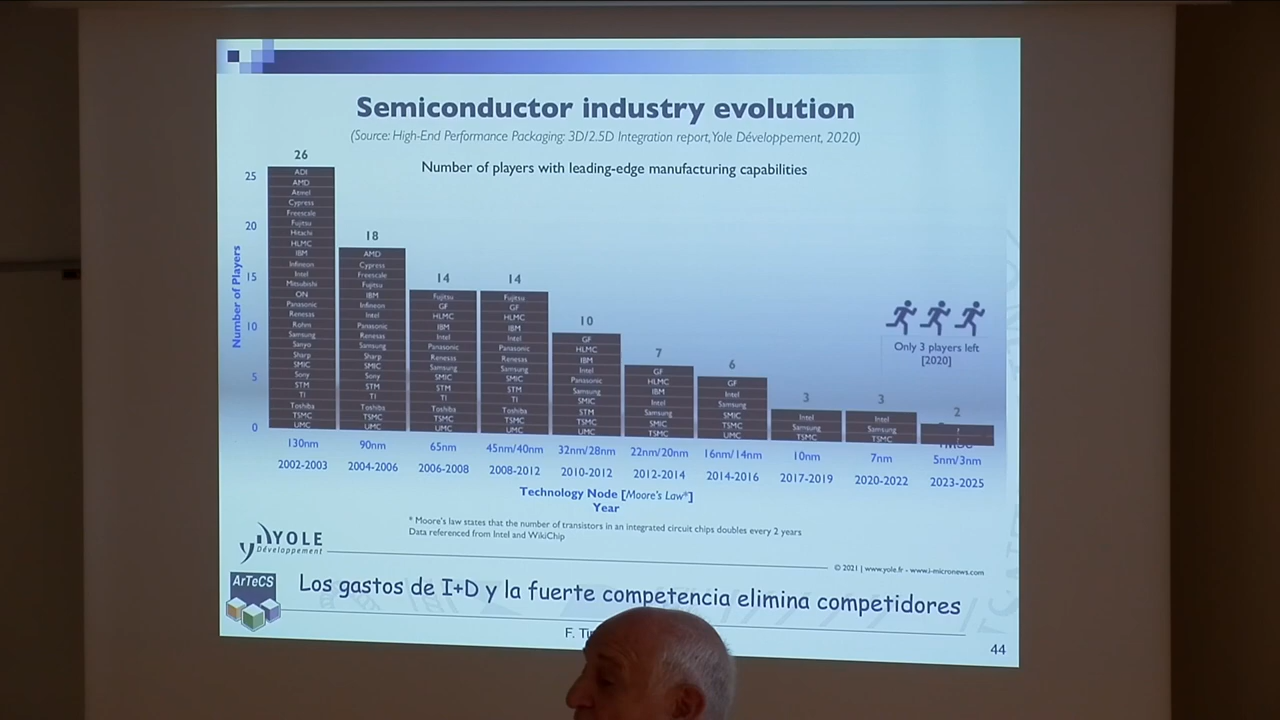 Semiconductor industry evolution
(Source: High-End Performance Packaging: 3D/2.5D Integration report, Yole Développement, 2020)
Number of players with leading-edge manufacturing capabilities
Number of Players
25
20
15
10
5
0
26
ADI
AMD
Atmel
Cypress
Freescale
Fujitsu
Hitachi
HLMC
IBM
Infineon
Intel
Mitsubishi
ON
Panasonic
Renesas
Rohm
Samsung
Sanyo
Sharp
SMIC
Sony
STM
TI
Toshiba
TSMC
UMC
130nm
2002-2003
18
AMD
Cypress
Freescale
Fujitsu
IBM
Infineon
Intel
Panasonic
Renesas
Samsung
Sharp
SMIC
Sony
STM
TI
Toshiba
TSMC
UMC
90nm
2004-2006
14
Fujitsu
GF
HLMC
IBM
Intel
Panasonic
Renesas
Samsung
SMIC
STM
TI
Toshiba
TSMC
UMC
65nm
2006-2008
14
Fujitsu
GF
HLMC
IBM
Intel
Panasonic
Renesas
Samsung
SMIC
STM
TI
Toshiba
TSMC
UMC
45nm/40nm
2008-2012
10
GF
HLMC
IBM
Intel
Panasonic
Samsung
SMIC
STM
TSMC
UMC
32nm/28nm
2010-2012
7
GF
HLMC
IBM
Intel
Samsung
SMIC
TSMC
22nm/20nm
2012-2014
6
GF
Intel
Samsung
SMIC
TSMC
UMC
16nm/14nm
2014-2016
3
Intel
Samsung
TSMC
10nm
2017-2019
3
Intel
Samsung
TSMC
7nm
2020-2022
2
?
?
5nm/3nm
2023-2025
Only 3 players left
[2020]
Technology Node [Moore's Law*]
Year
* Moore's law states that the number of transistors in an integrated circuit chips doubles every 2 years
Data referenced from Intel and WikiChip
YOLE
Développement
© 2021 | www.yole.fr - www.i-micronews.com
ArTeCS
Los gastos de I+D y la fuerte competencia elimina competidores
F.
44